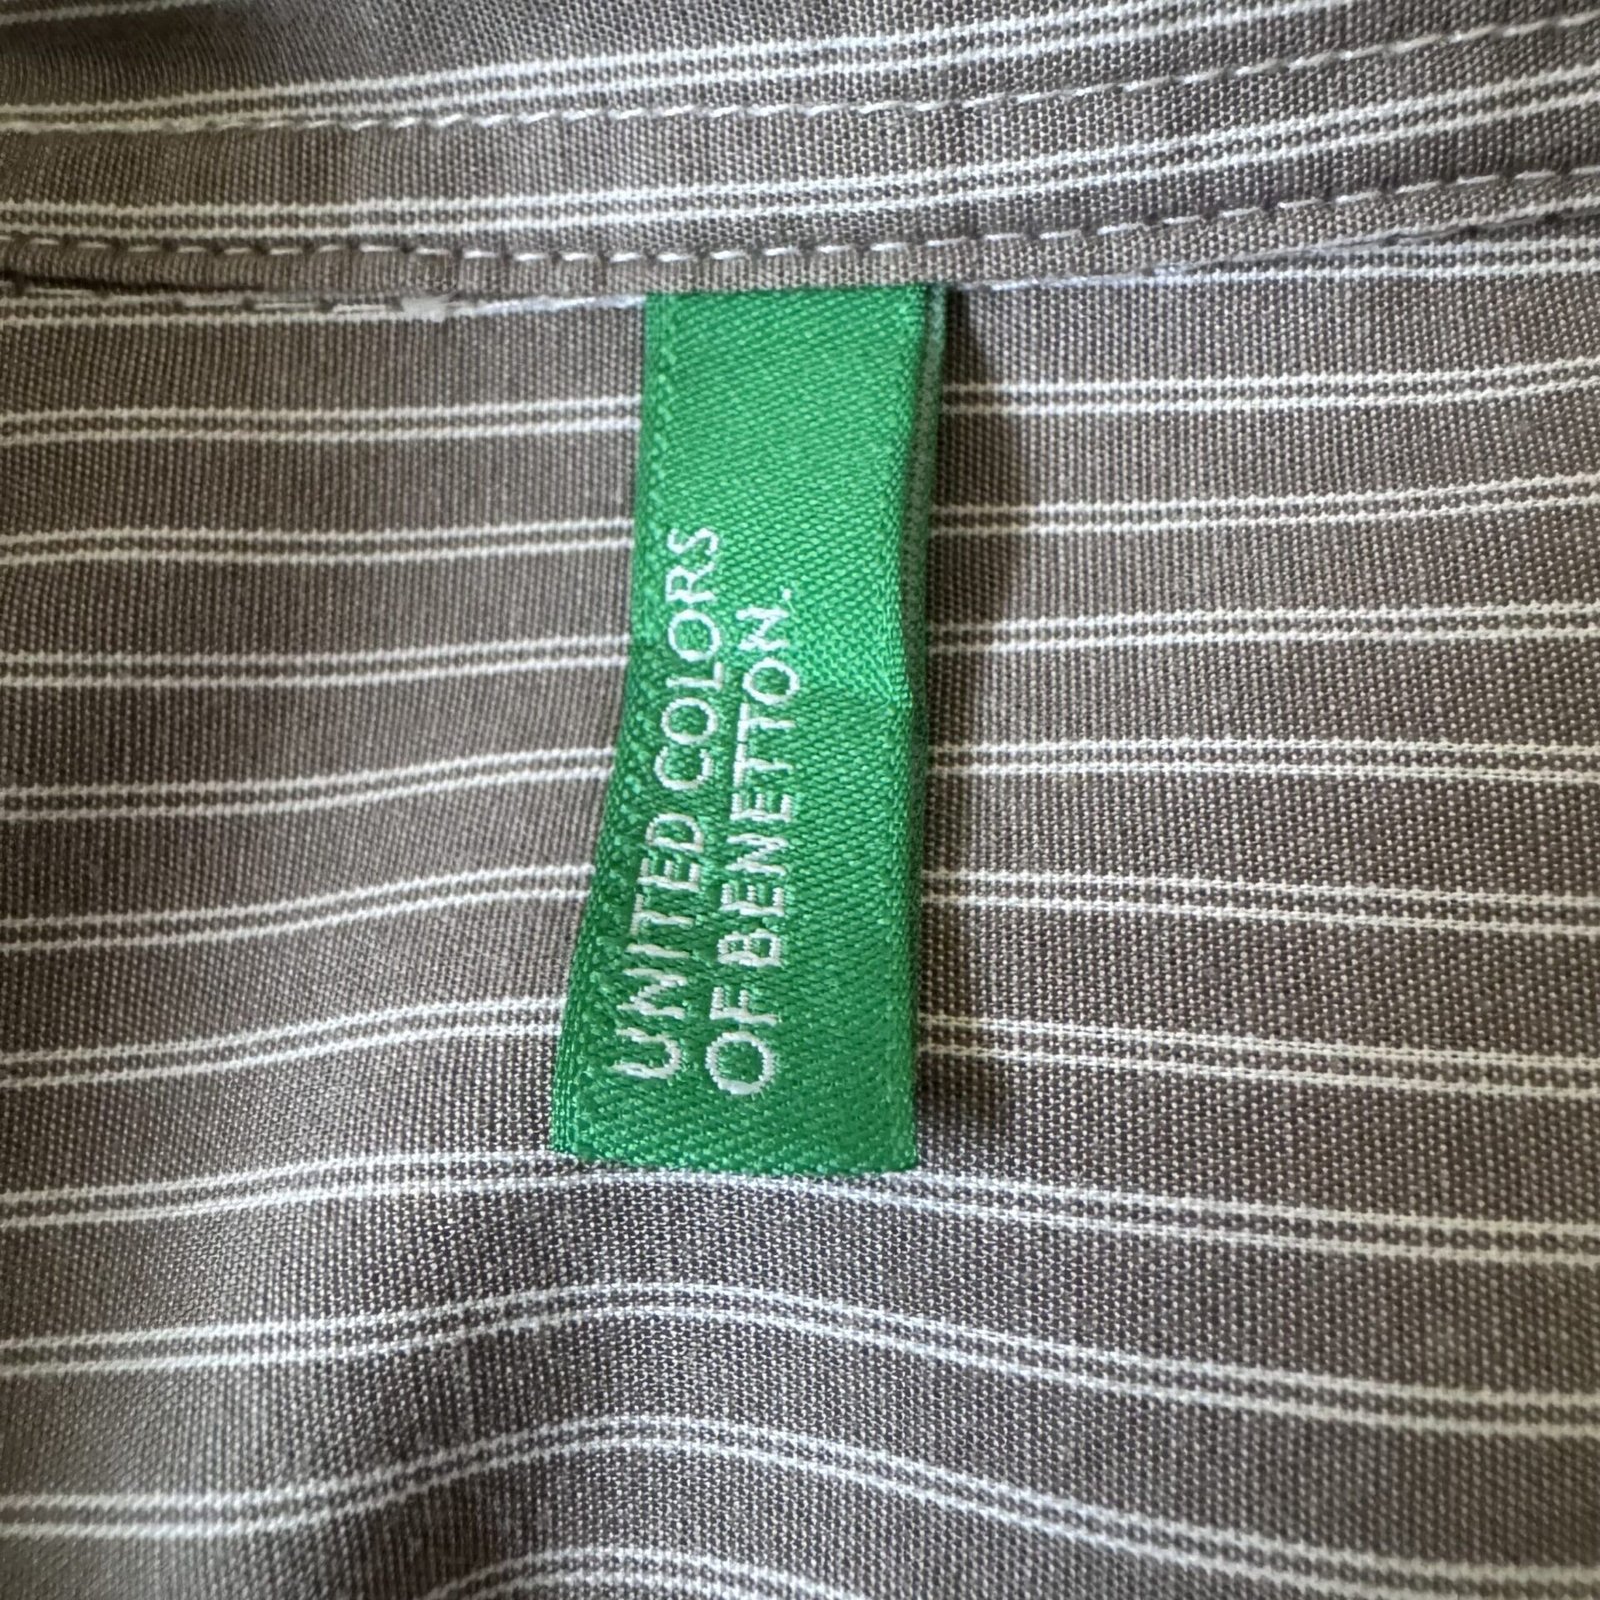 UNITED COLORS
OF BENETTON.